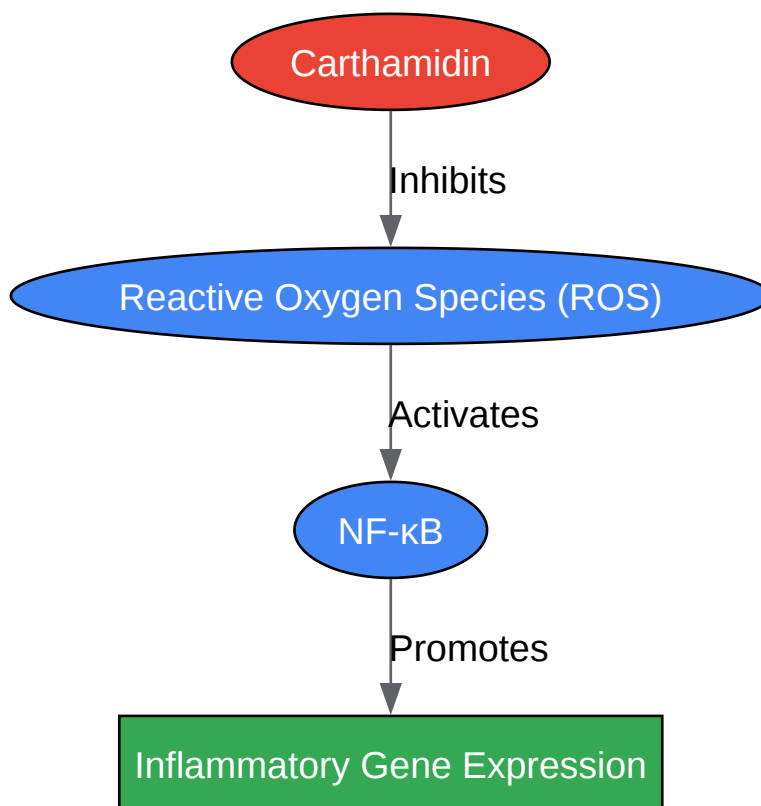 Carthamidin
Inhibits
Reactive Oxygen Species (ROS)
Activates
NF-κB
Promotes
Inflammatory Gene Expression